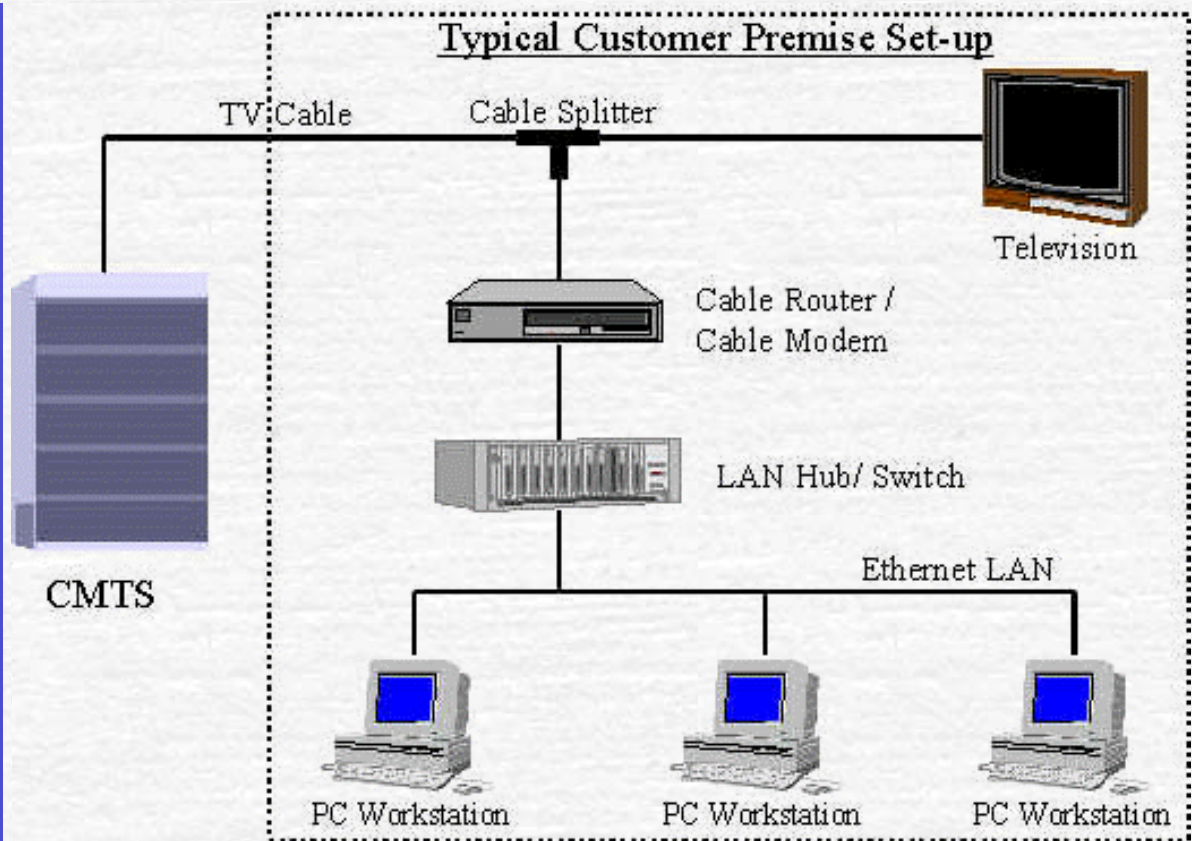 Typical Customer Premise Set-up
TV Cable
Cable Splitter
Television
Cable Router /
Cable Modem
LAN Hub/ Switch
CMTS
Ethernet LAN
PC Workstation
PC Workstation
PC Workstation